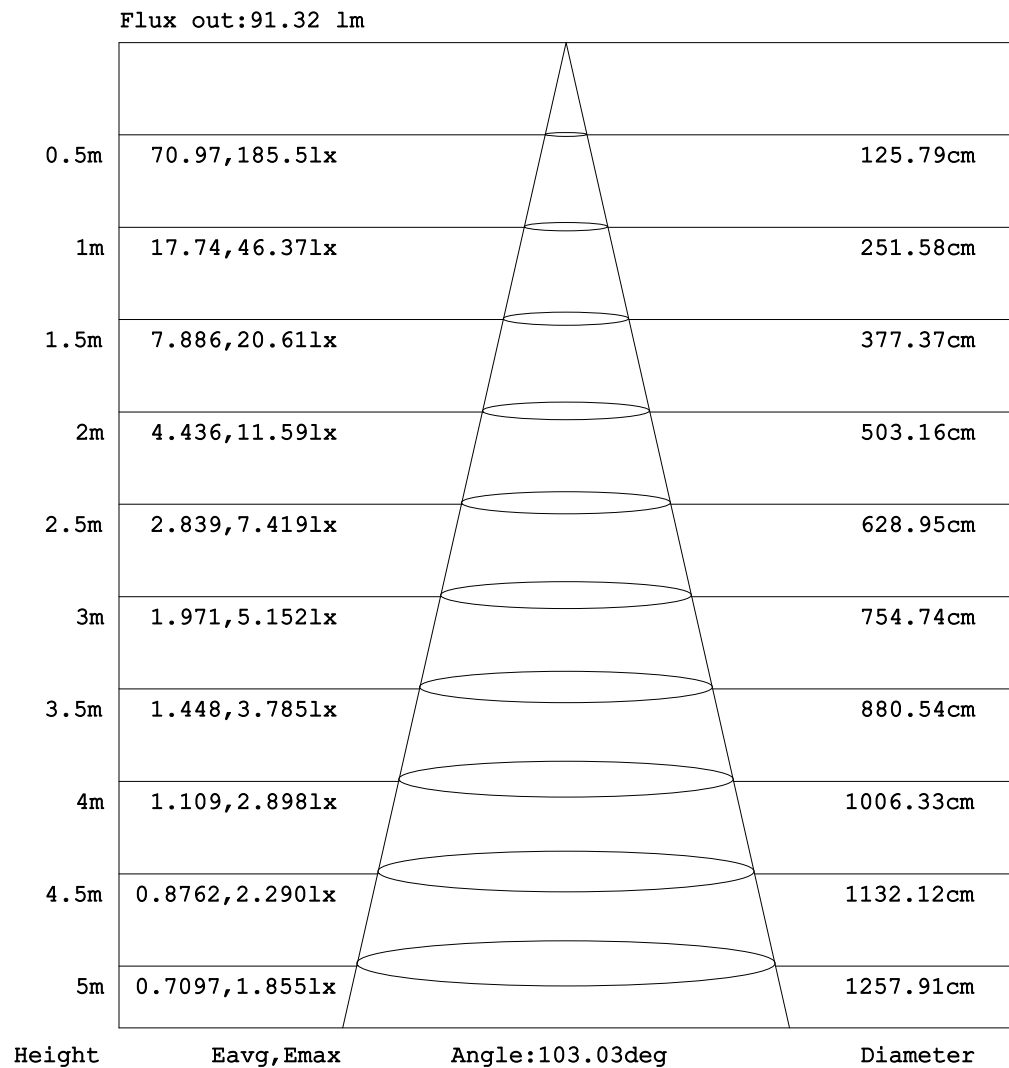 Flux out:91.32 lm
0.5m 70.97,185.5lx 125.79cm
1m 17.74,46.37lx 251.58cm
1.5m 7.886,20.61lx 377.37cm
2m 4.436,11.59lx 503.16cm
2.5m 2.839,7.419lx 628.95cm
3m 1.971,5.152lx 754.74cm
3.5m 1.448,3.785lx 880.54cm
4m 1.109,2.898lx 1006.33cm
4.5m 0.8762,2.290lx 1132.12cm
5m 0.7097,1.855lx 1257.91cm
Height Eavg,Emax Angle:103.03deg Diameter